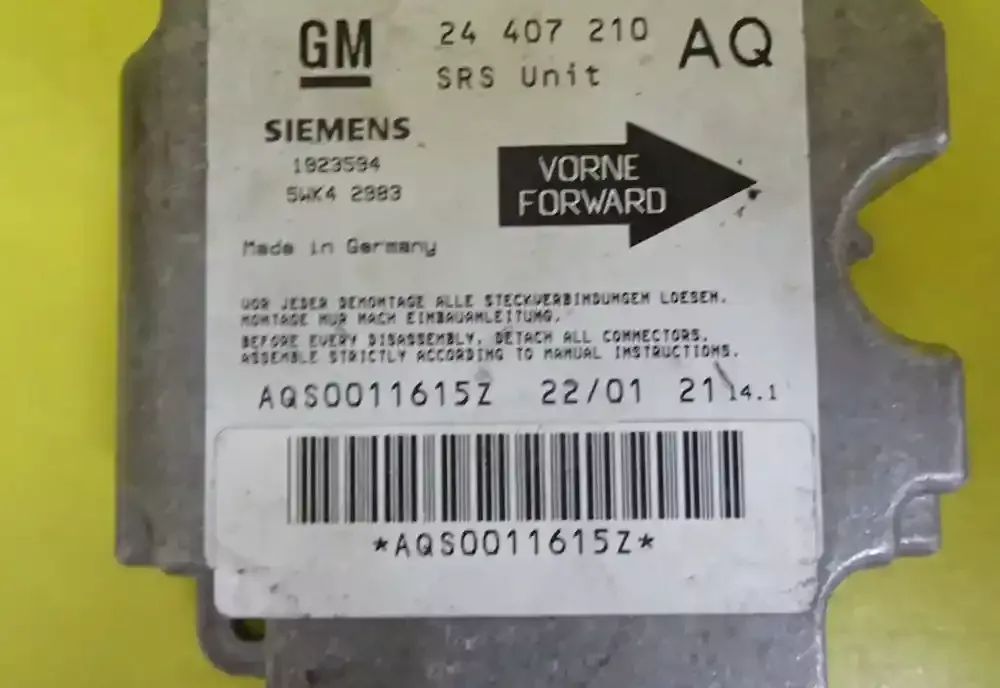 GM 24 407 210 AQ
SRS Unit
SIEMENS
1823594
5WK4 2983
VORNE
FORWARD
Made in Germany
VOR JEDER DEMONTAGE ALLE STECKVERBINDUNGEN LOESEN.
MONTAGE NUR NACH EINBAUANLEITUNG.
BEFORE EVERY DISASSEMBLY, DETACH ALL CONNECTORS.
ASSEMBLE STRICTLY ACCORDING TO MANUAL INSTRUCTIONS.
AQS0011615Z 22/01 21 14.1
*AQS0011615Z*